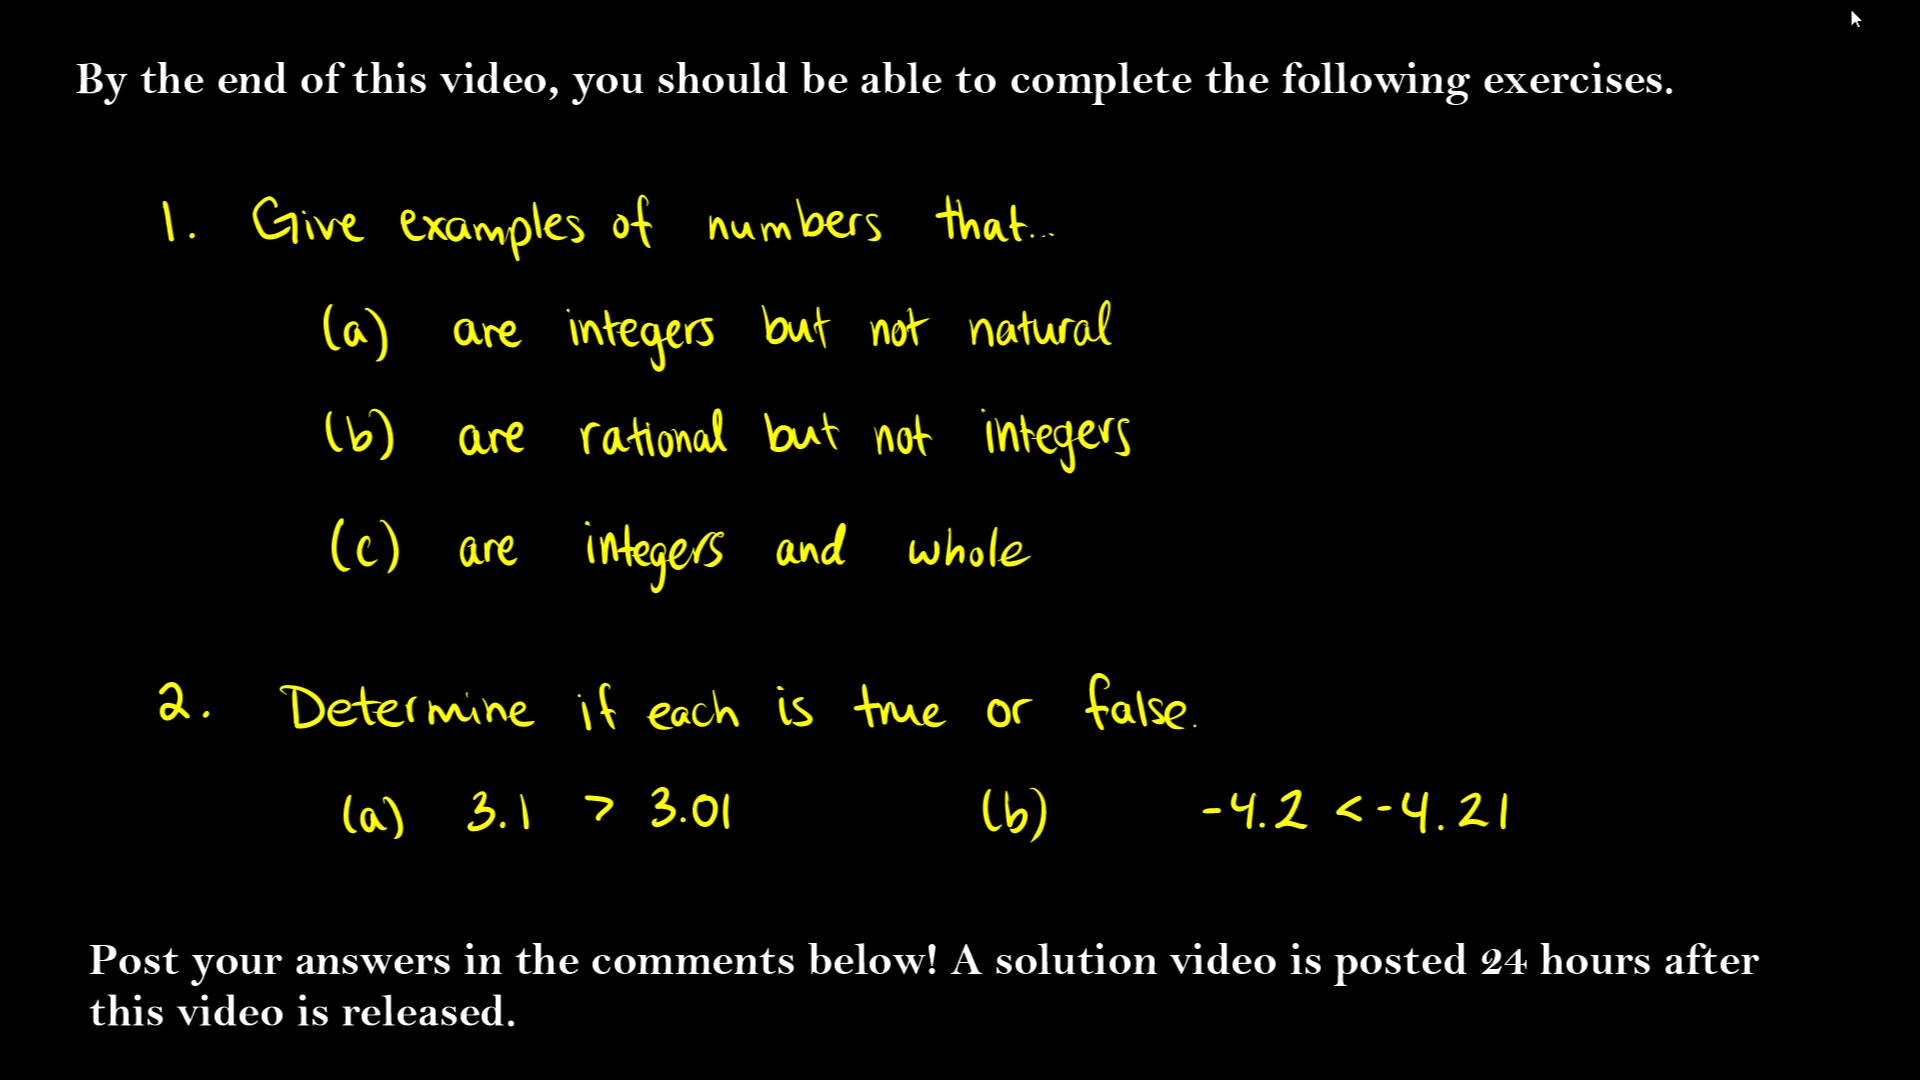 By the end of this video, you should be able to complete the following exercises.
1. Give examples of numbers that...
(a) are integers but not natural
(b) are rational but not integers
(c) are integers and whole
2. Determine if each is true or false.
(a) 3.1 > 3.01 (b) -4.2 < -4.21
Post your answers in the comments below! A solution video is posted 24 hours after
this video is released.